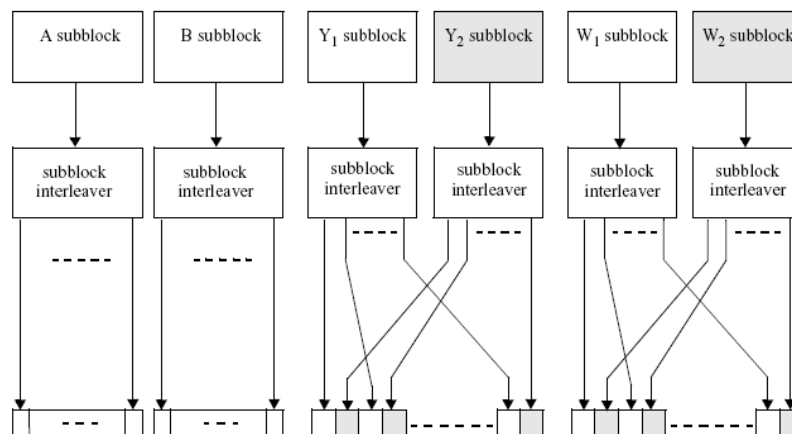 A subblock
B subblock
Y1 subblock
Y2 subblock
W1 subblock
W2 subblock
subblock
interleaver
subblock
interleaver
subblock
interleaver
subblock
interleaver
subblock
interleaver
subblock
interleaver